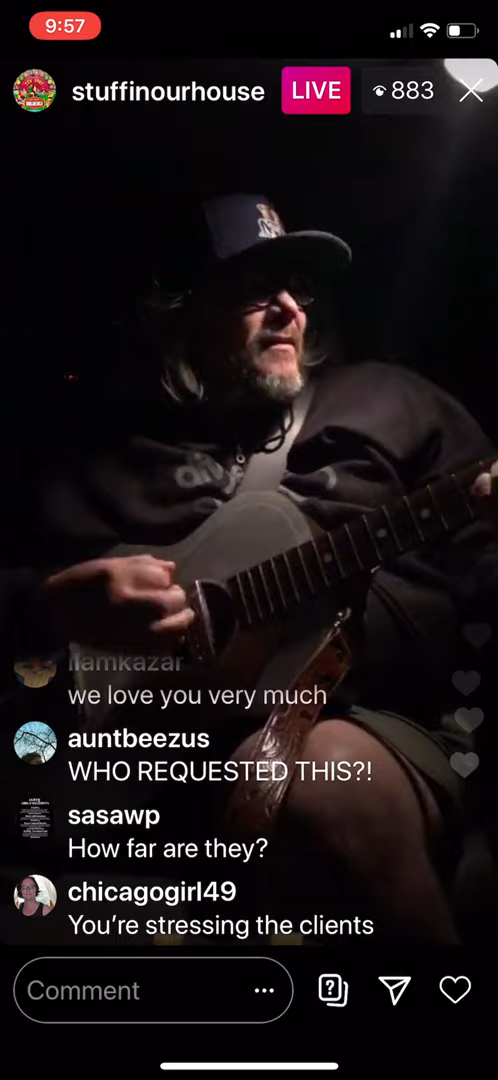 9:57
stuffinourhouse LIVE 883
liamkazar
we love you very much
auntbeezus
WHO REQUESTED THIS?!
sasawp
How far are they?
chicagogirl49
You’re stressing the clients
Comment